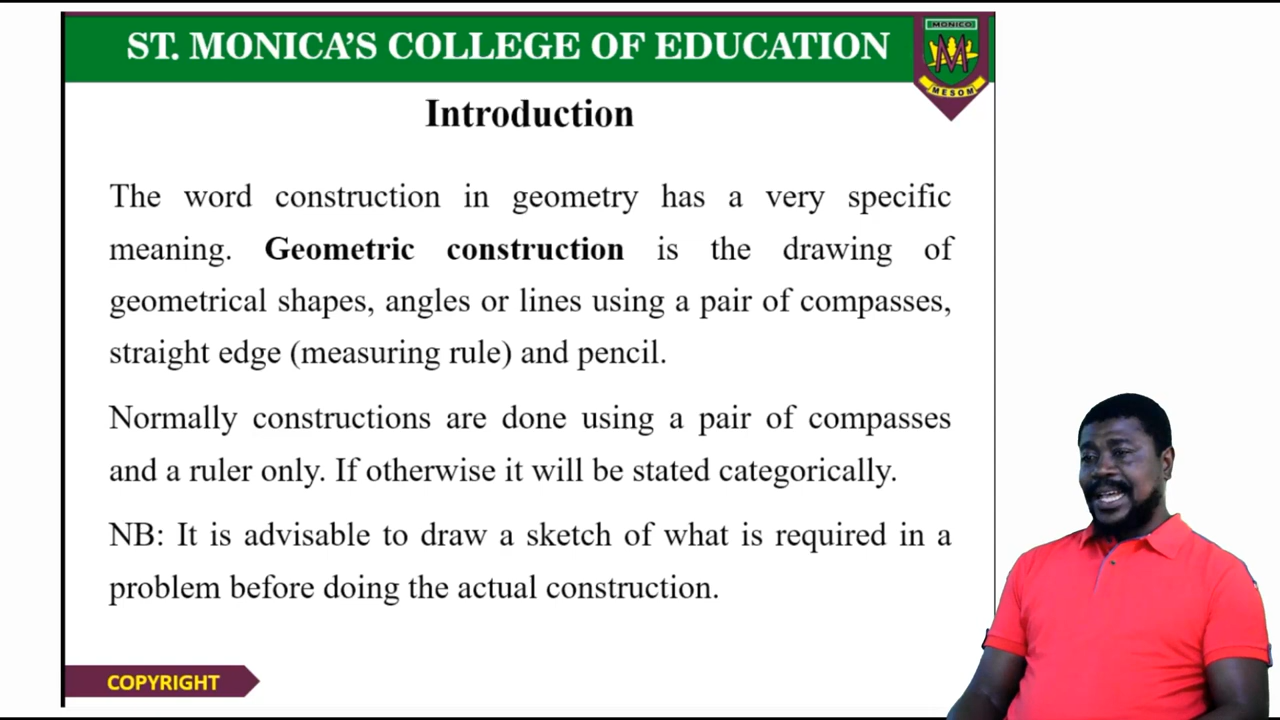 ST. MONICA'S COLLEGE OF EDUCATION
MONICO
M
MESOM
Introduction
The word construction in geometry has a very specific
meaning. Geometric construction is the drawing of
geometrical shapes, angles or lines using a pair of compasses,
straight edge (measuring rule) and pencil.
Normally constructions are done using a pair of compasses
and a ruler only. If otherwise it will be stated categorically.
NB: It is advisable to draw a sketch of what is required in a
problem before doing the actual construction.
COPYRIGHT